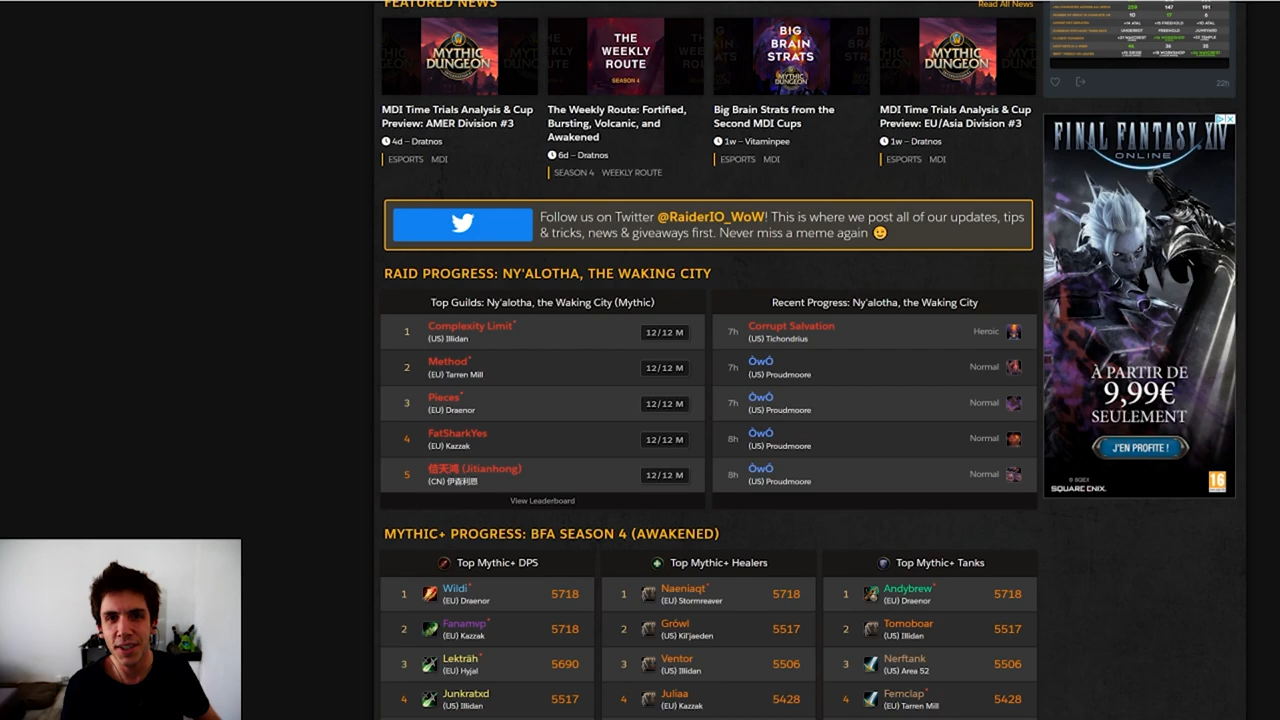 FEATURED NEWS
Read All News
MYTHIC
DUNGEON
THE
WEEKLY
ROUTE
SEASON 4
BIG
BRAIN
STRATS
MYTHIC
DUNGEON
MYTHIC
DUNGEON
MDI Time Trials Analysis & Cup
Preview: AMER Division #3
4d – Dratnos
ESPORTS MDI
The Weekly Route: Fortified,
Bursting, Volcanic, and
Awakened
6d – Dratnos
SEASON 4 WEEKLY ROUTE
Big Brain Strats from the
Second MDI Cups
1w – Vitaminpee
ESPORTS MDI
MDI Time Trials Analysis & Cup
Preview: EU/Asia Division #3
1w – Dratnos
ESPORTS MDI
22h
Follow us on Twitter @RaiderIO_WoW! This is where we post all of our updates, tips
& tricks, news & giveaways first. Never miss a meme again
RAID PROGRESS: NY'ALOTHA, THE WAKING CITY
Top Guilds: Ny'alotha, the Waking City (Mythic)
1 Complexity Limit* 12/12 M
(US) Illidan
2 Method* 12/12 M
(EU) Tarren Mill
3 Pieces* 12/12 M
(EU) Draenor
4 FatSharkYes 12/12 M
(EU) Kazzak
5 信天鸿 (Jitianhong) 12/12 M
(CN) 伊森利恩
View Leaderboard
Recent Progress: Ny'alotha, the Waking City
7h Corrupt Salvation Heroic
(US) Tichondrius
7h ÒwÓ Normal
(US) Proudmoore
7h ÒwÓ Normal
(US) Proudmoore
8h ÒwÓ Normal
(US) Proudmoore
8h ÒwÓ Normal
(US) Proudmoore
FINAL FANTASY XIV
ONLINE
À PARTIR DE
9,99€
SEULEMENT
J'EN PROFITE !
SQUARE ENIX.
16
MYTHIC+ PROGRESS: BFA SEASON 4 (AWAKENED)
Top Mythic+ DPS
1 Wildi* 5718
(EU) Draenor
2 Fanamvp* 5718
(EU) Kazzak
3 Lekträh* 5690
(EU) Hyjal
4 Junkratxd 5517
(US) Illidan
Top Mythic+ Healers
1 Naeniaqt* 5718
(EU) Stormreaver
2 Grówl 5517
(US) Kil'jaeden
3 Ventor 5506
(US) Illidan
4 Juliaa 5428
(EU) Kazzak
Top Mythic+ Tanks
1 Andybrew* 5718
(EU) Draenor
2 Tomoboar 5517
(US) Illidan
3 Nerftank 5506
(US) Area 52
4 Femclap* 5428
(EU) Tarren Mill